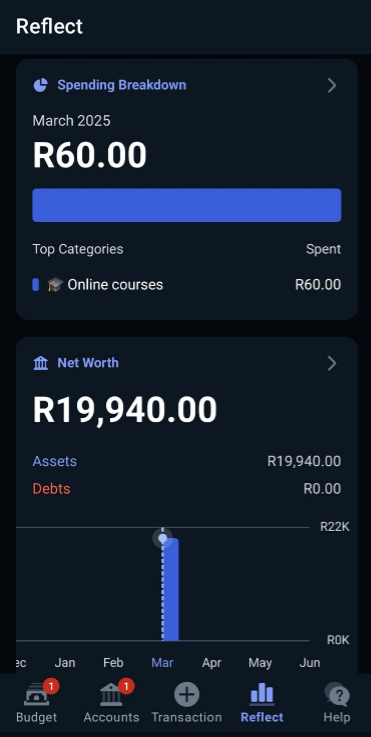 Reflect
Spending Breakdown
March 2025
R60.00
Top Categories Spent
Online courses R60.00
Net Worth
R19,940.00
Assets R19,940.00
Debts R0.00
R22K
R0K
ec Jan Feb Mar Apr May Jun
1 1 ?
Budget Accounts Transaction Reflect Help